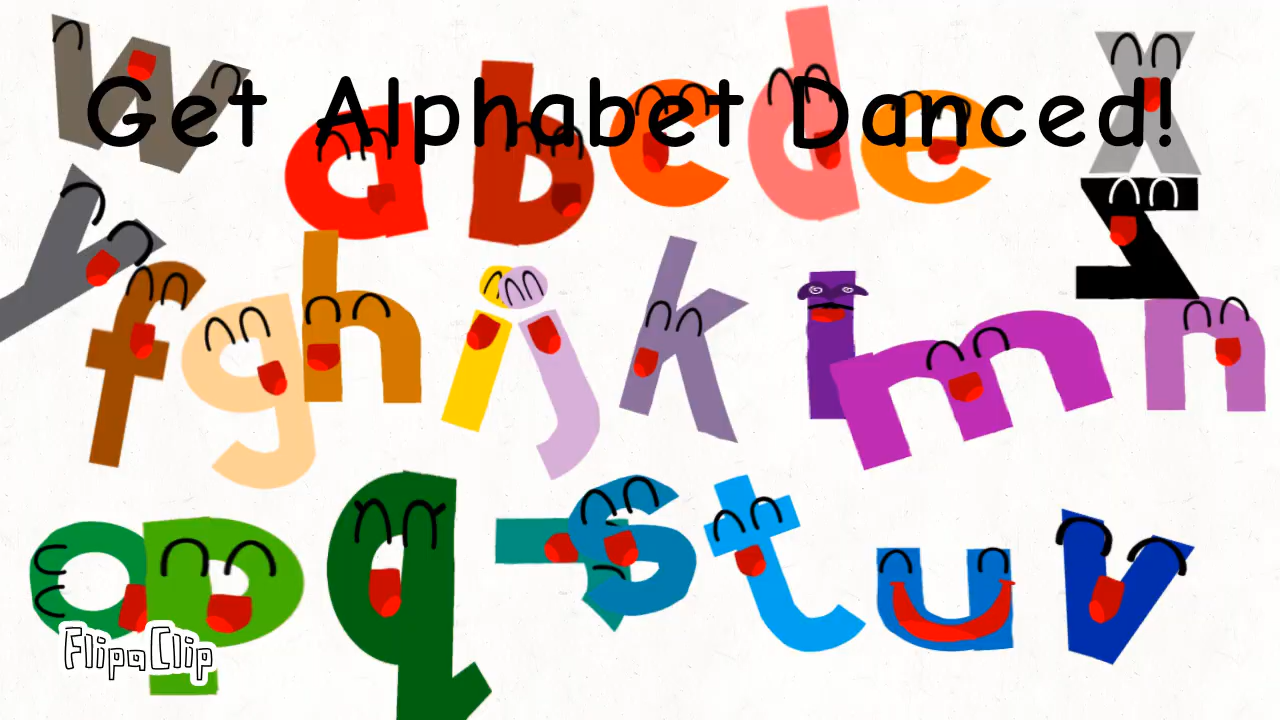 Get Alphabet Danced!
w a b c d e x
y f g h i j k l m n z
o p q r s t u v
FlipaClip